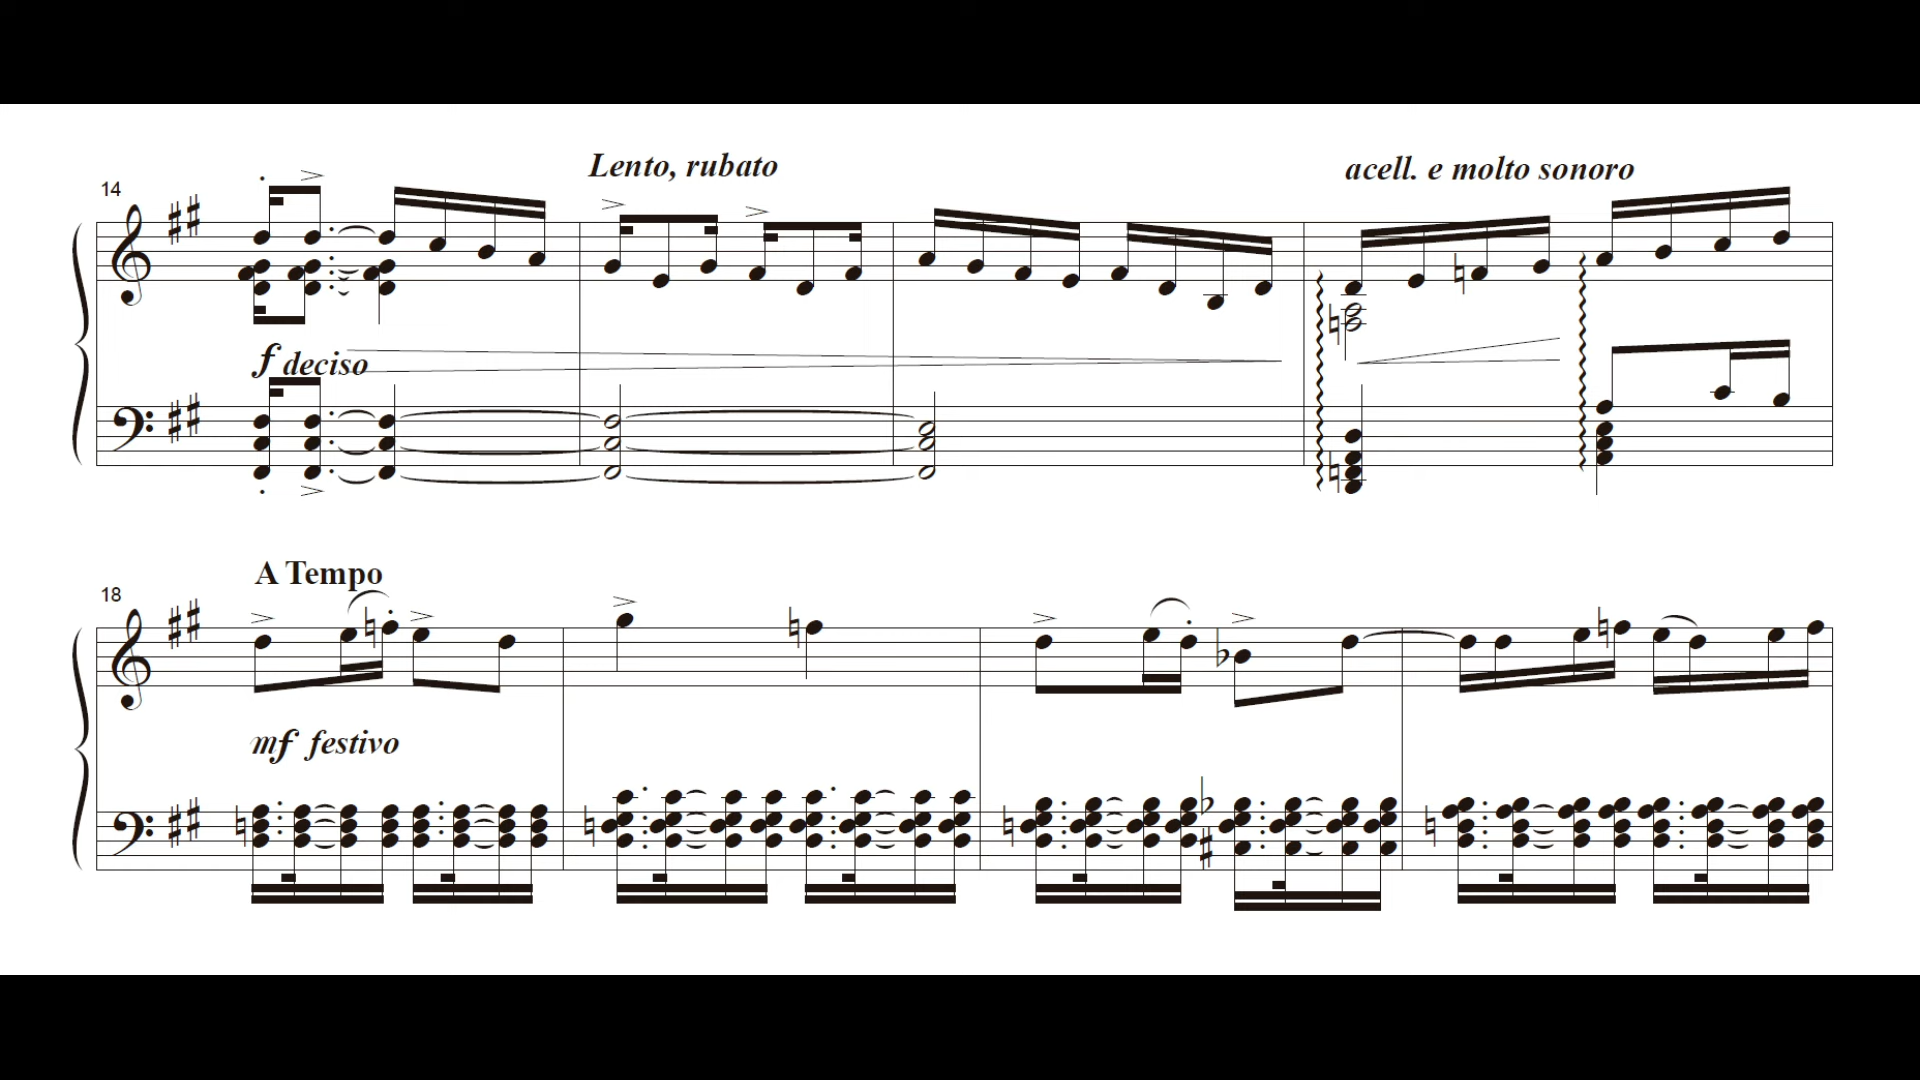 Lento, rubato
acell. e molto sonoro
14
f deciso
A Tempo
18
mf festivo